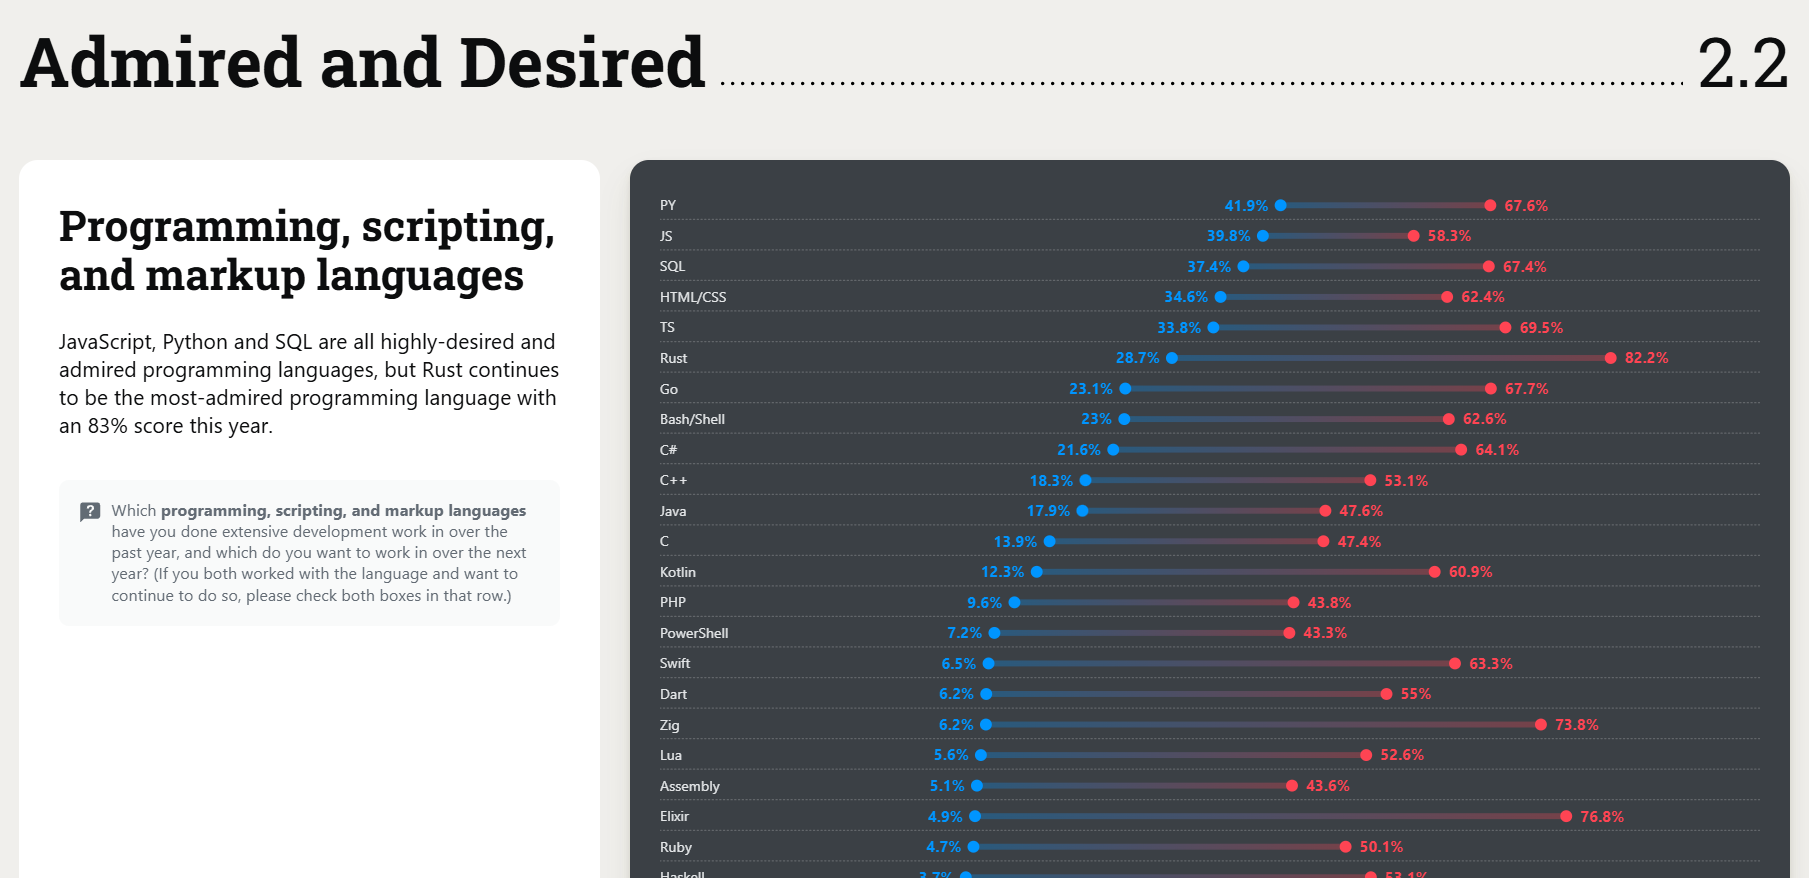 Admired and Desired 2.2
Programming, scripting,
and markup languages
JavaScript, Python and SQL are all highly-desired and
admired programming languages, but Rust continues
to be the most-admired programming language with
an 83% score this year.
Which programming, scripting, and markup languages
have you done extensive development work in over the
past year, and which do you want to work in over the next
year? (If you both worked with the language and want to
continue to do so, please check both boxes in that row.)
PY 41.9% 67.6%
JS 39.8% 58.3%
SQL 37.4% 67.4%
HTML/CSS 34.6% 62.4%
TS 33.8% 69.5%
Rust 28.7% 82.2%
Go 23.1% 67.7%
Bash/Shell 23% 62.6%
C# 21.6% 64.1%
C++ 18.3% 53.1%
Java 17.9% 47.6%
C 13.9% 47.4%
Kotlin 12.3% 60.9%
PHP 9.6% 43.8%
PowerShell 7.2% 43.3%
Swift 6.5% 63.3%
Dart 6.2% 55%
Zig 6.2% 73.8%
Lua 5.6% 52.6%
Assembly 5.1% 43.6%
Elixir 4.9% 76.8%
Ruby 4.7% 50.1%
Haskell 3.7% 53.1%